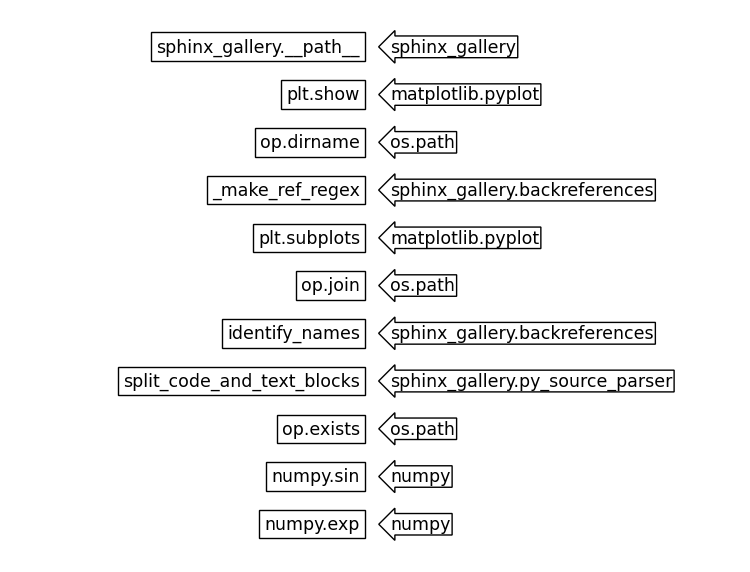 sphinx_gallery.__path__ sphinx_gallery
plt.show matplotlib.pyplot
op.dirname os.path
_make_ref_regex sphinx_gallery.backreferences
plt.subplots matplotlib.pyplot
op.join os.path
identify_names sphinx_gallery.backreferences
split_code_and_text_blocks sphinx_gallery.py_source_parser
op.exists os.path
numpy.sin numpy
numpy.exp numpy